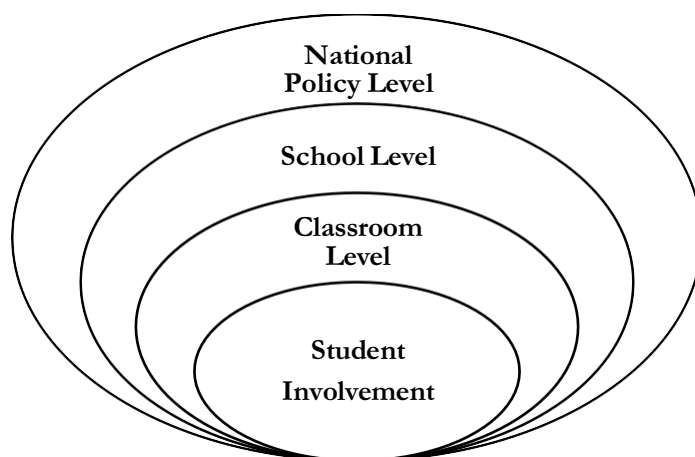 National
Policy Level
School Level
Classroom
Level
Student
Involvement